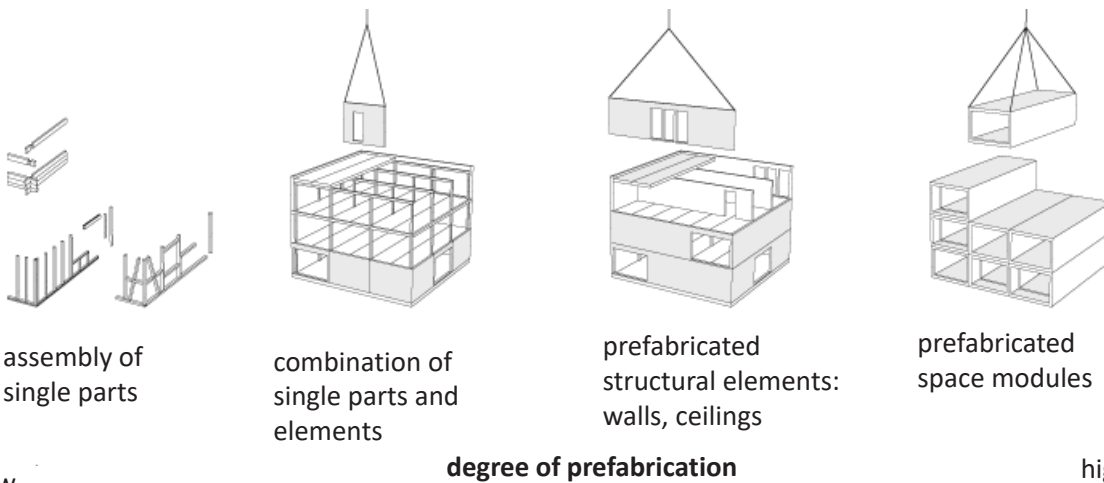 assembly of
single parts
combination of
single parts and
elements
prefabricated
structural elements:
walls, ceilings
prefabricated
space modules
degree of prefabrication